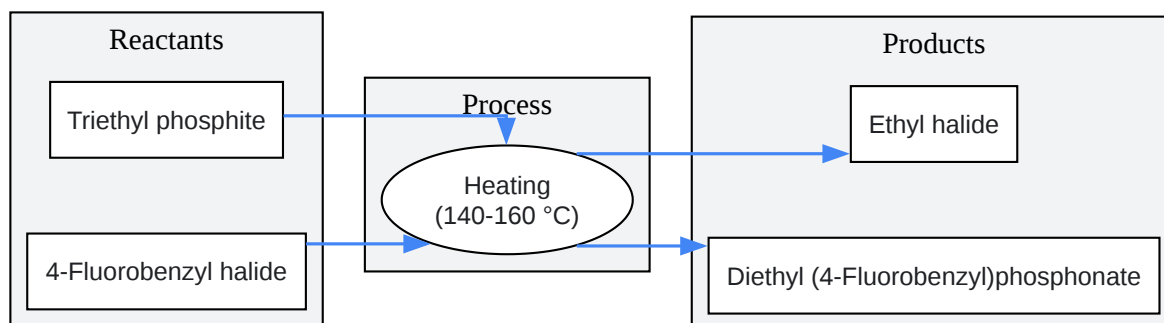 Reactants
Triethyl phosphite
4-Fluorobenzyl halide
Process
Heating
(140-160 °C)
Products
Ethyl halide
Diethyl (4-Fluorobenzyl)phosphonate